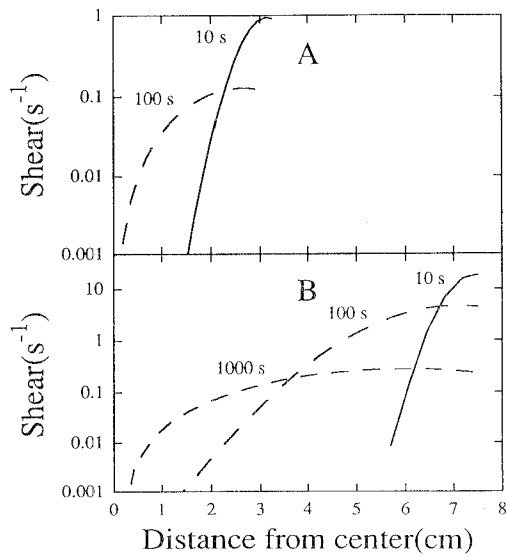 1
10 s
A
0.1
100 s
Shear(s⁻¹)
0.01
0.001
10
B
10 s
100 s
1
1000 s
Shear(s⁻¹)
0.1
0.01
0.001
0 1 2 3 4 5 6 7 8
Distance from center(cm)